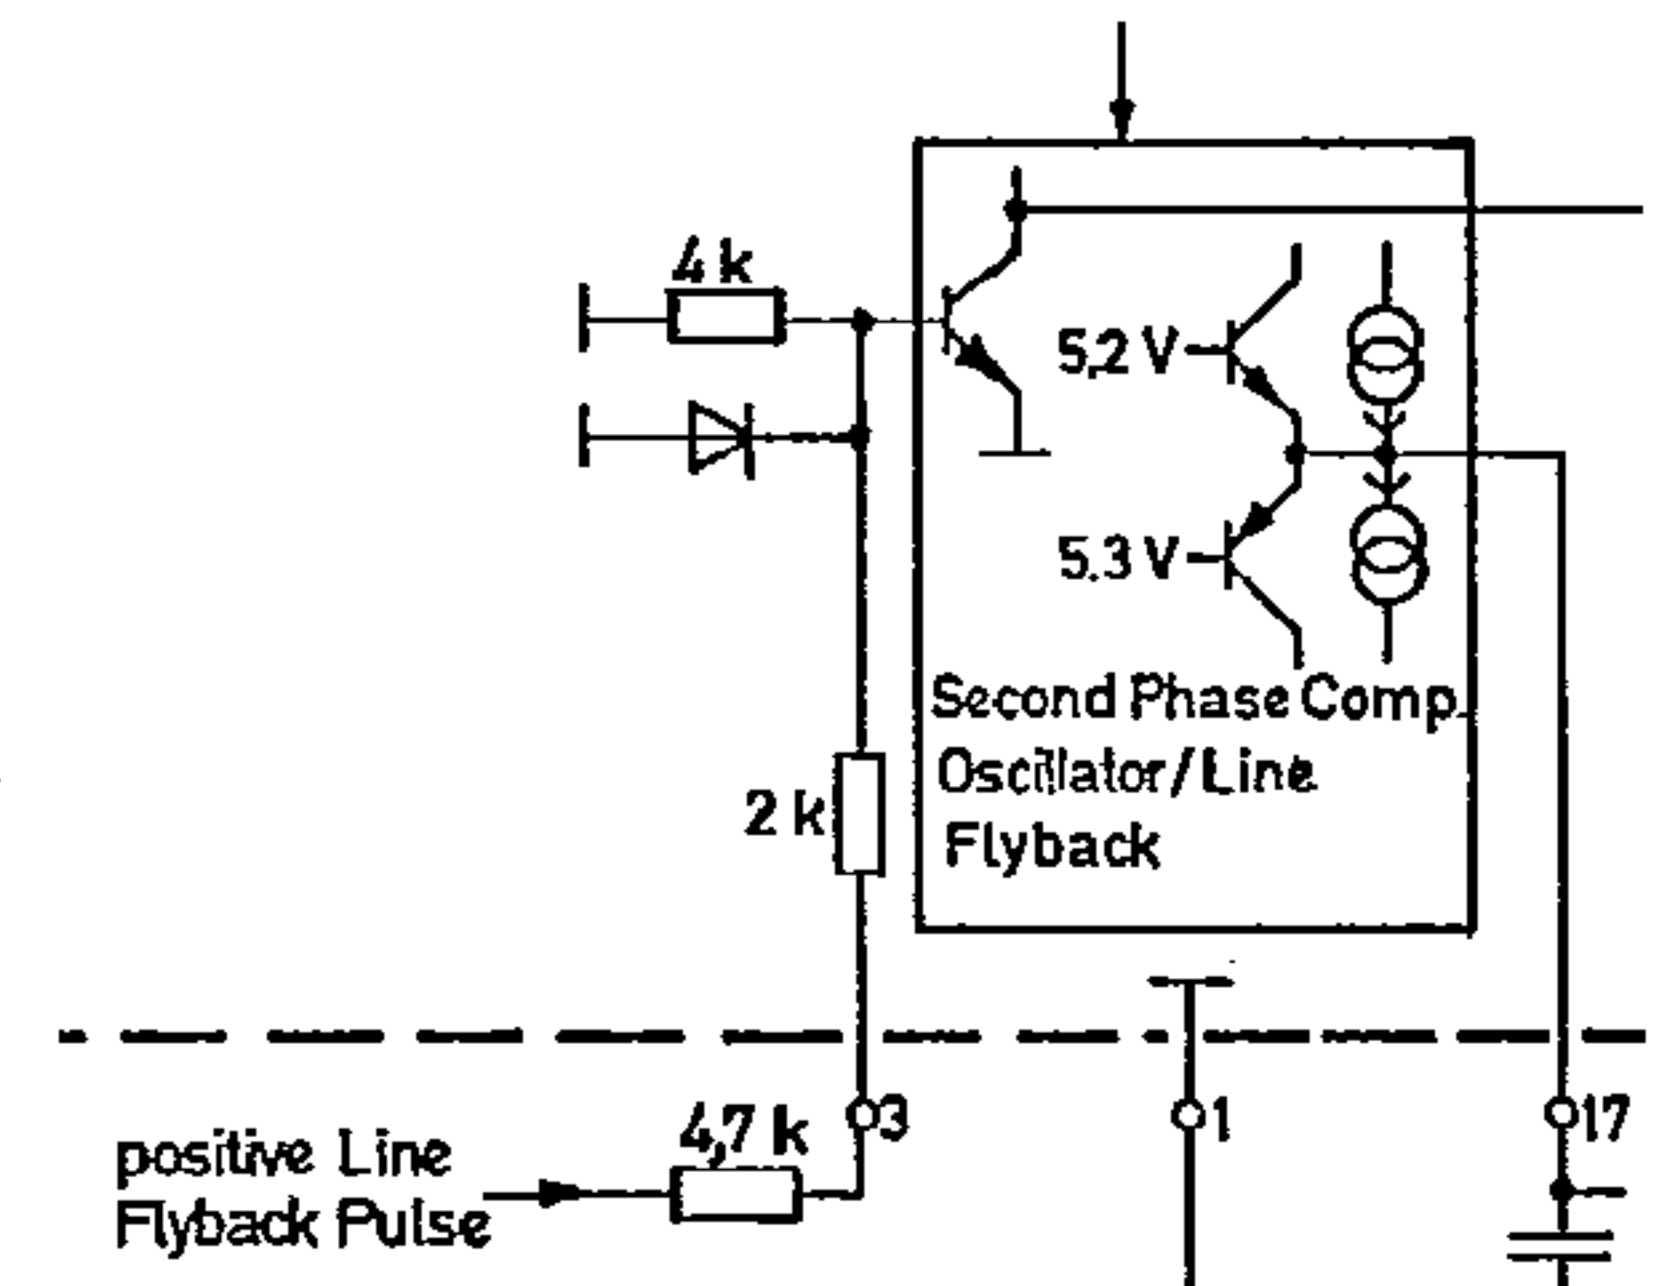 4 k
5,2 V
5.3 V
Second Phase Comp.
Oscillator/Line
Flyback
2 k
4,7 k
3
1
17
positive Line
Flyback Pulse